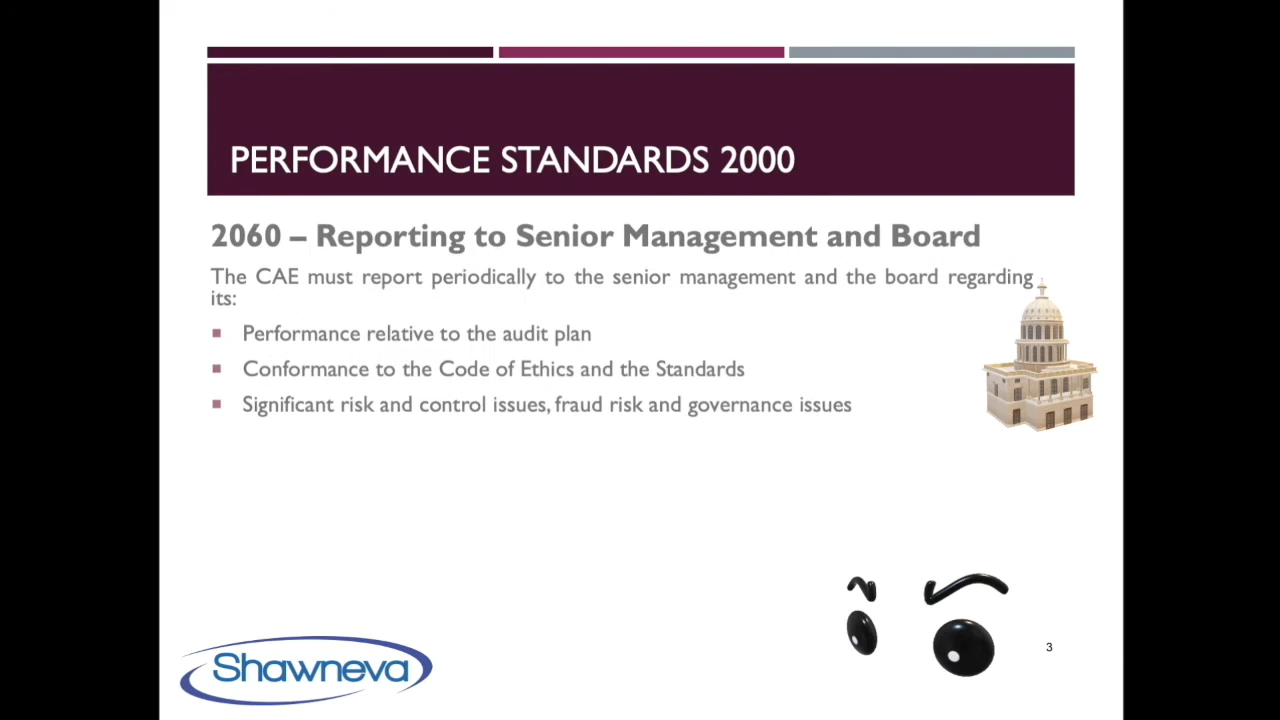 PERFORMANCE STANDARDS 2000
2060 – Reporting to Senior Management and Board
The CAE must report periodically to the senior management and the board regarding
its:
▪ Performance relative to the audit plan
▪ Conformance to the Code of Ethics and the Standards
▪ Significant risk and control issues, fraud risk and governance issues
3
Shawneva